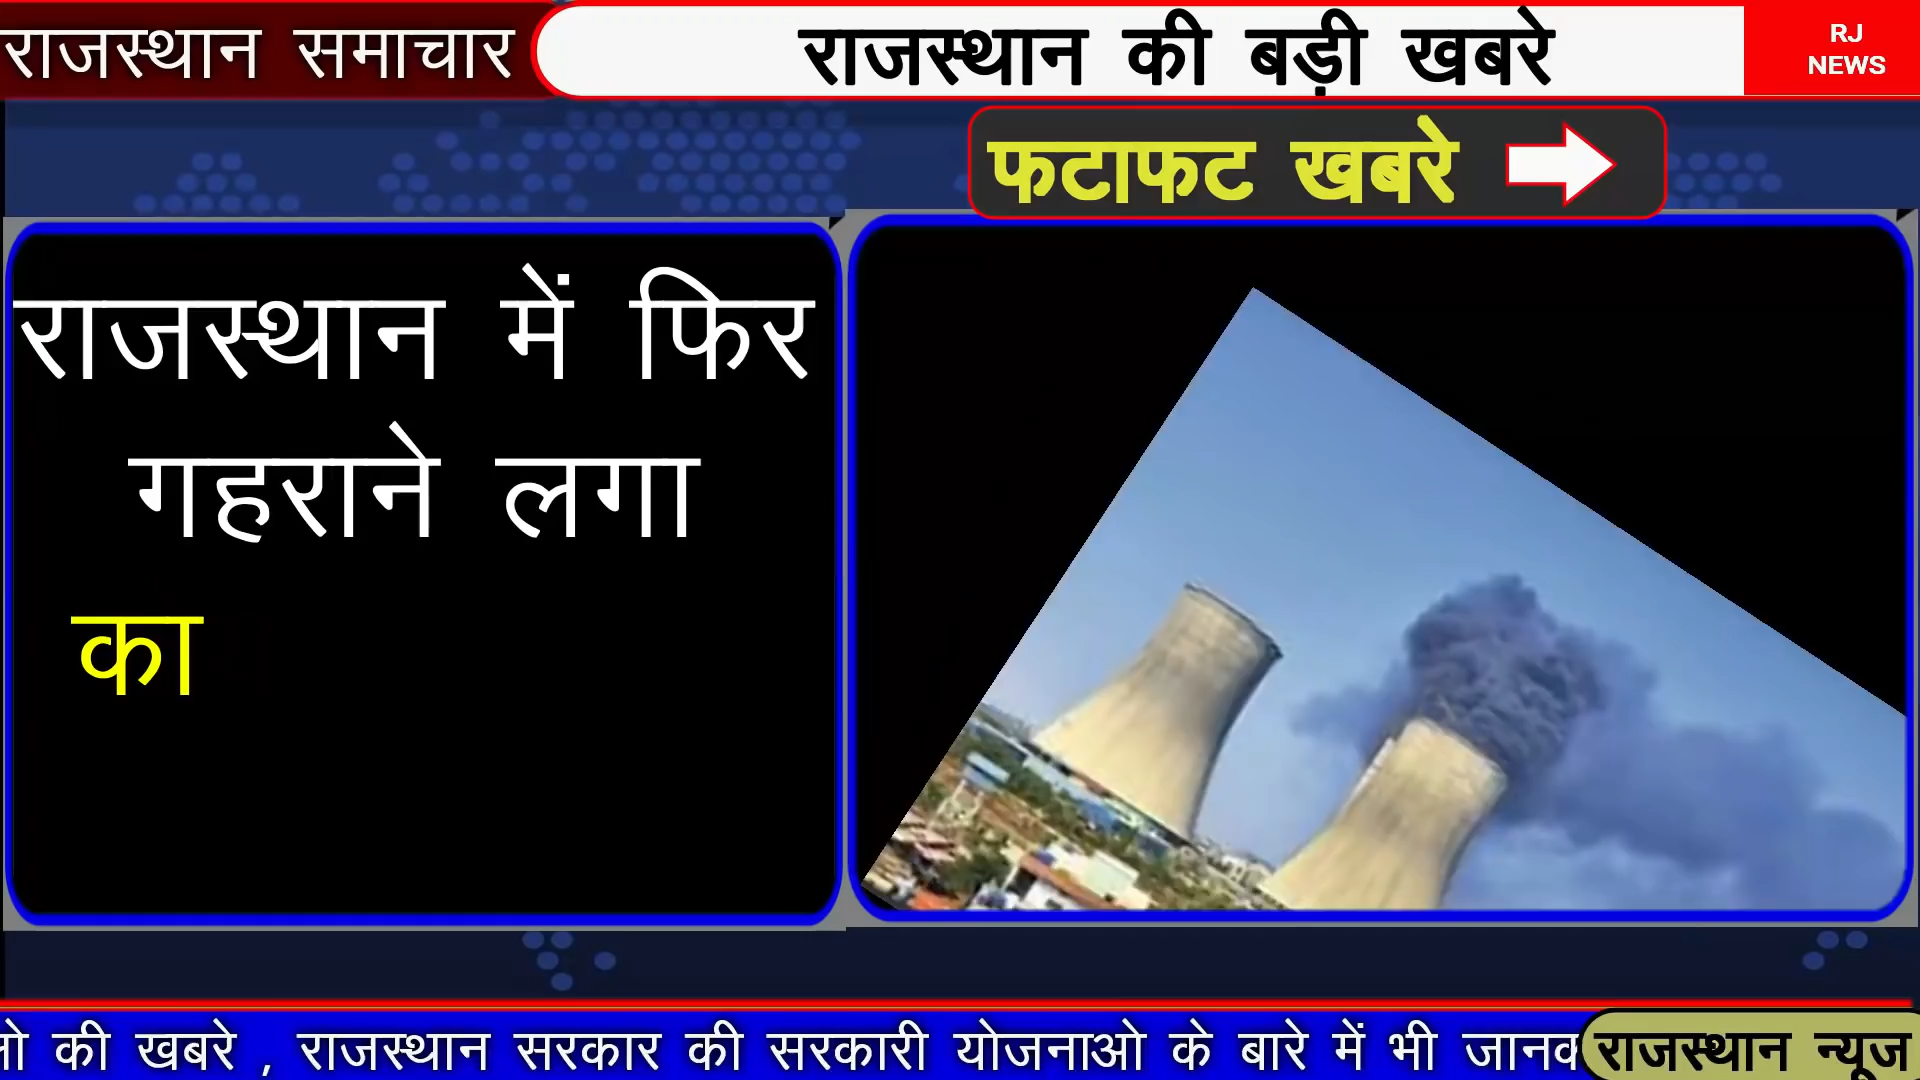 राजस्थान समाचार
राजस्थान की बड़ी खबरे
RJ
NEWS
फटाफट खबरे
राजस्थान में फिर
गहराने लगा
का
की खबरे , राजस्थान सरकार की सरकारी योजनाओ के बारे में भी
राजस्थान न्यूज